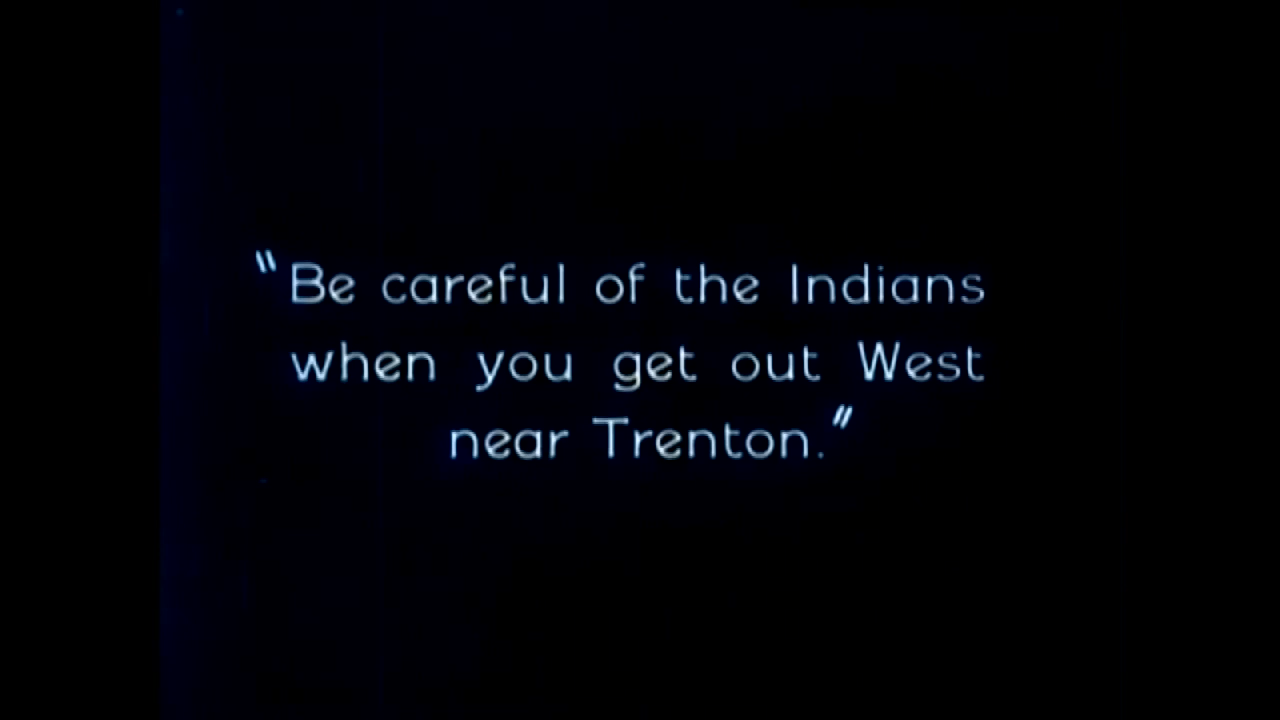 "Be careful of the Indians
when you get out West
near Trenton."